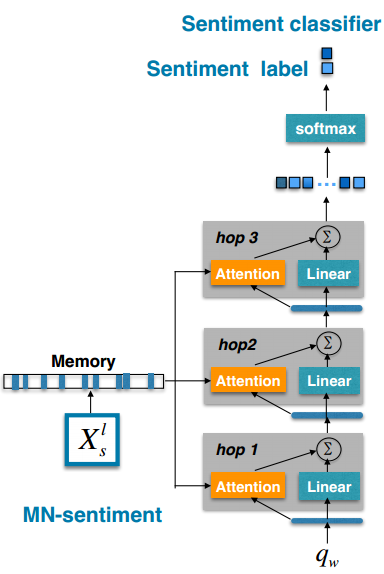 Sentiment classifier
Sentiment label
softmax
hop 3
Σ
Attention
Linear
hop2
Σ
Memory
Attention
Linear
X_s^l
hop 1
Σ
Attention
Linear
MN-sentiment
q_w